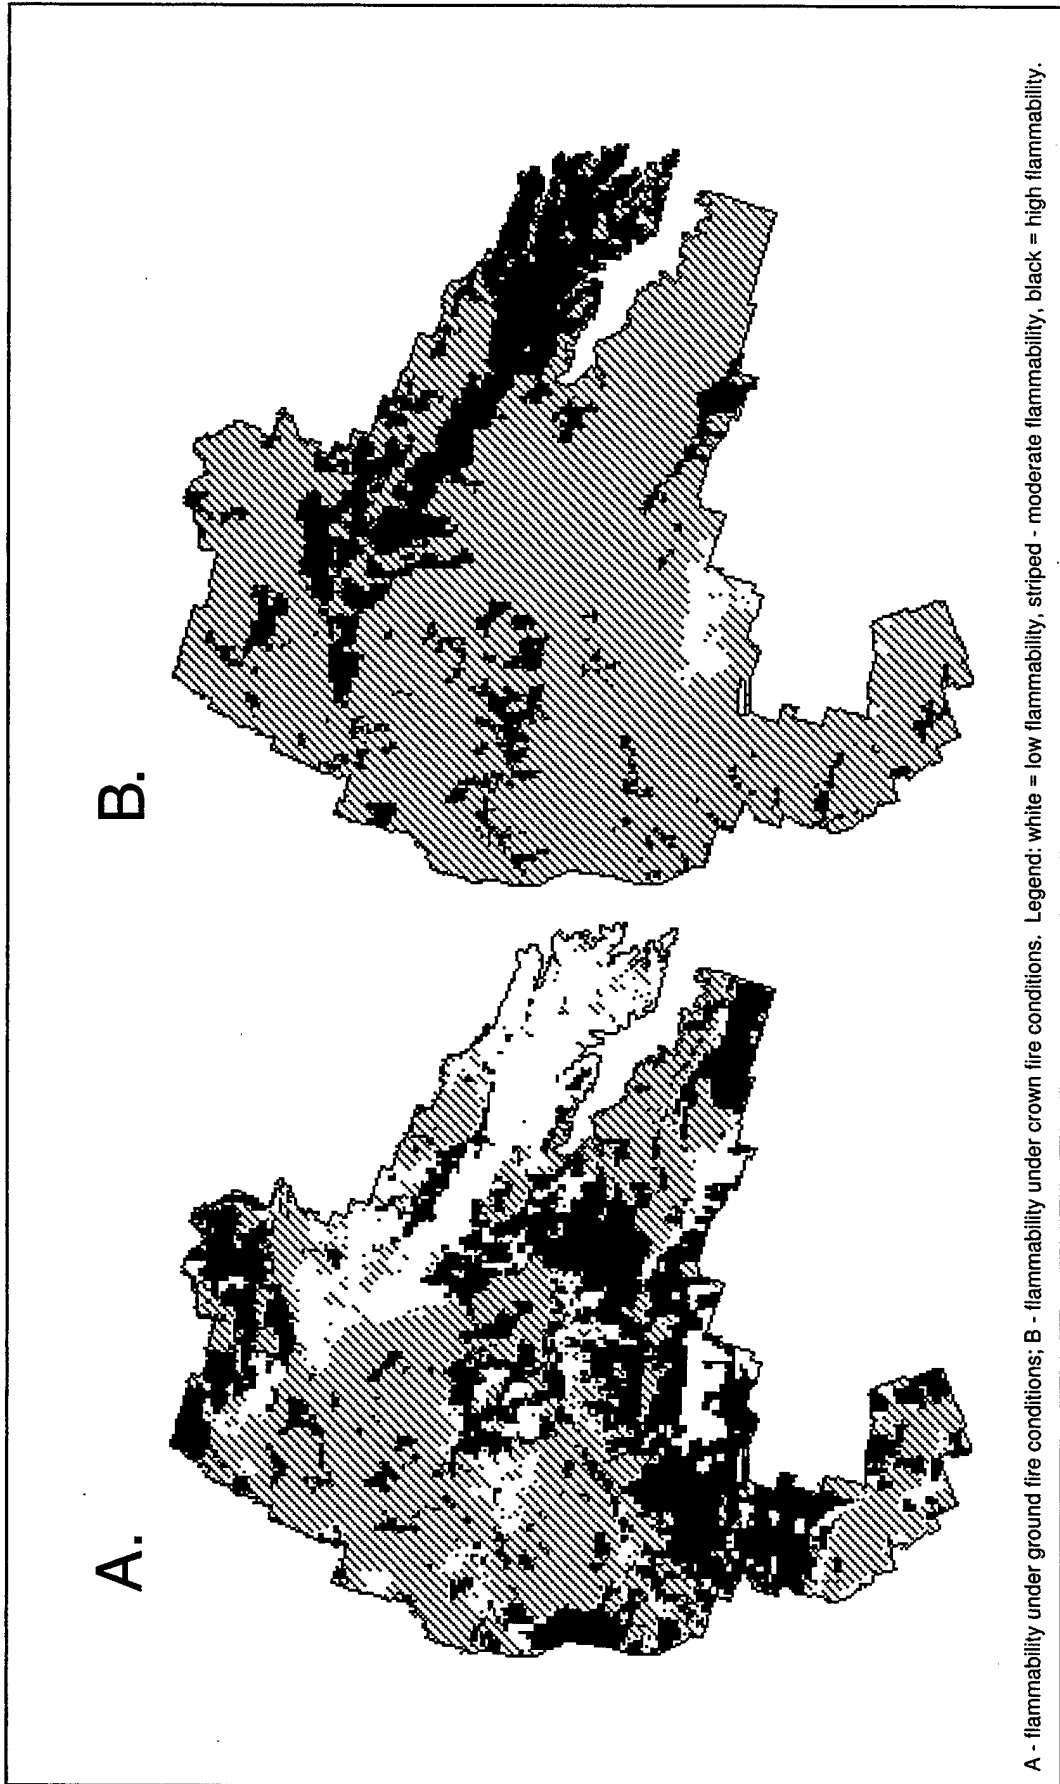 A.
B.
A - flammability under ground fire conditions; B - flammability under crown fire conditions. Legend: white = low flammability, striped - moderate flammability, black = high flammability.